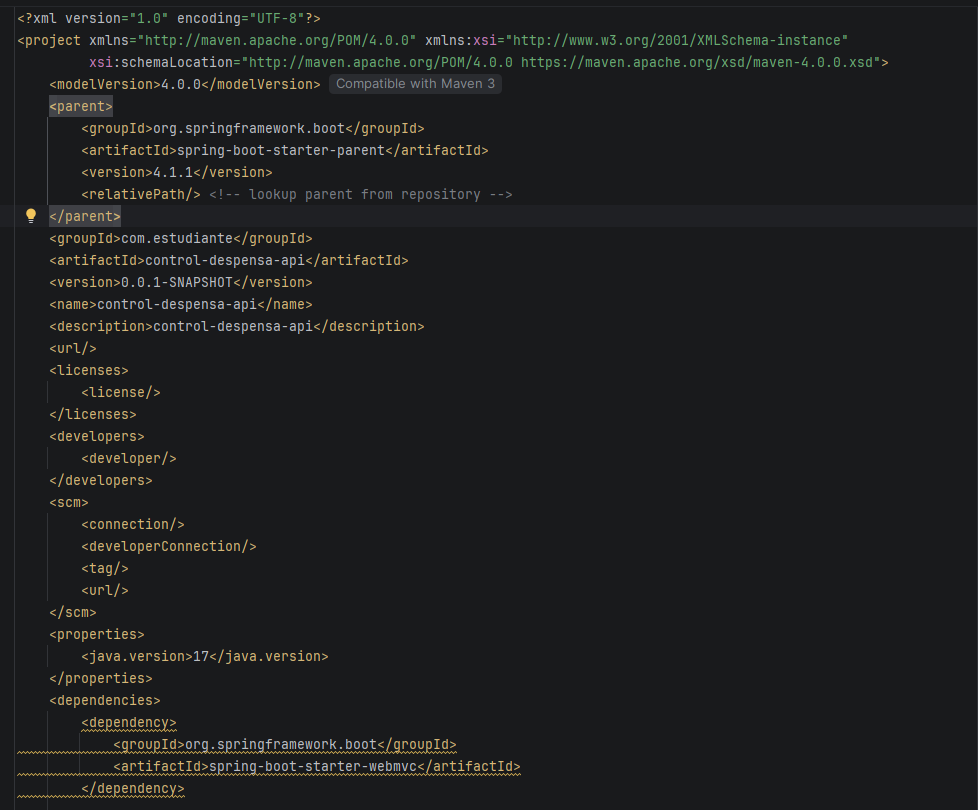 <?xml version="1.0" encoding="UTF-8"?>
<project xmlns="http://maven.apache.org/POM/4.0.0" xmlns:xsi="http://www.w3.org/2001/XMLSchema-instance"
         xsi:schemaLocation="http://maven.apache.org/POM/4.0.0 https://maven.apache.org/xsd/maven-4.0.0.xsd">
    <modelVersion>4.0.0</modelVersion> Compatible with Maven 3
    <parent>
        <groupId>org.springframework.boot</groupId>
        <artifactId>spring-boot-starter-parent</artifactId>
        <version>4.1.1</version>
        <relativePath/> <!-- lookup parent from repository -->
    </parent>
    <groupId>com.estudiante</groupId>
    <artifactId>control-despensa-api</artifactId>
    <version>0.0.1-SNAPSHOT</version>
    <name>control-despensa-api</name>
    <description>control-despensa-api</description>
    <url/>
    <licenses>
        <license/>
    </licenses>
    <developers>
        <developer/>
    </developers>
    <scm>
        <connection/>
        <developerConnection/>
        <tag/>
        <url/>
    </scm>
    <properties>
        <java.version>17</java.version>
    </properties>
    <dependencies>
        <dependency>
            <groupId>org.springframework.boot</groupId>
            <artifactId>spring-boot-starter-webmvc</artifactId>
        </dependency>